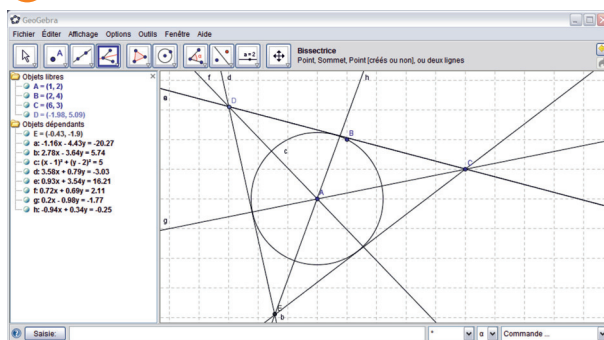 GeoGebra
Fichier Éditer Affichage Options Outils Fenêtre Aide
A
a=2
Bissectrice
Point, Sommet, Point [créés ou non], ou deux lignes
Objets libres
A = (1, 2)
B = (2, 4)
C = (6, 3)
D = (-1.98, 5.09)
Objets dépendants
E = (-0.43, -1.9)
a: -1.16x - 4.43y = -20.27
b: 2.78x - 3.64y = 5.74
c: (x - 1)² + (y - 2)² = 5
d: 3.58x + 0.79y = -3.03
e: 0.93x + 3.54y = 16.21
f: 0.72x + 0.69y = 2.11
g: 0.2x - 0.98y = -1.77
h: -0.94x + 0.34y = -0.25
f d h
D
B
c
C
A
g
E
b
Saisie:
°
α
Commande ...